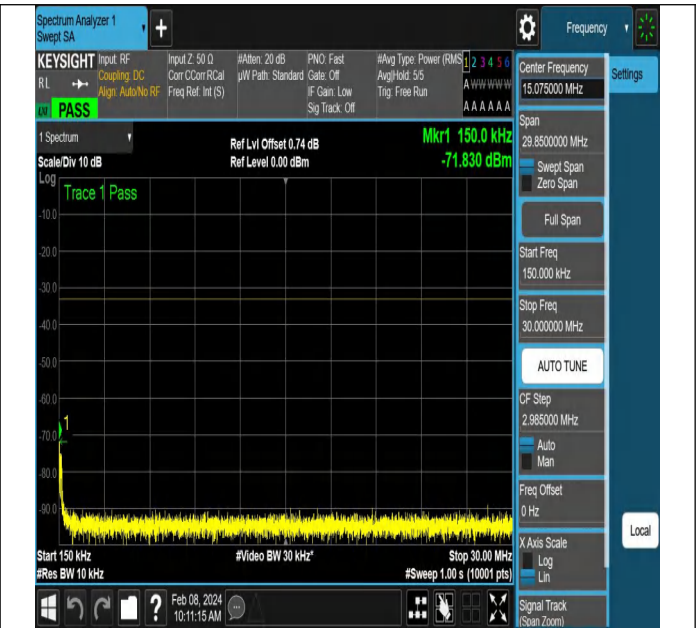 Spectrum Analyzer 1
Swept SA
+
Frequency
KEYSIGHT
RL
PASS
Input: RF
Coupling: DC
Align: Auto/No RF
Input Z: 50 Ω
Corr CCorr RCal
Freq Ref: Int (S)
#Atten: 20 dB
µW Path: Standard
PNO: Fast
Gate: Off
IF Gain: Low
Sig Track: Off
#Avg Type: Power (RMS
Avg|Hold: 5/5
Trig: Free Run
1 2 3 4 5 6
A W W W W W
A A A A A A
Center Frequency
15.075000 MHz
Settings
Span
29.8500000 MHz
Swept Span
Zero Span
Full Span
Start Freq
150.000 kHz
Stop Freq
30.000000 MHz
AUTO TUNE
CF Step
2.985000 MHz
Auto
Man
Freq Offset
0 Hz
X Axis Scale
Log
Lin
Signal Track
(Span Zoom)
Local
1 Spectrum
Scale/Div 10 dB
Ref Lvl Offset 0.74 dB
Ref Level 0.00 dBm
Mkr1 150.0 kHz
-71.830 dBm
Log
Trace 1 Pass
-10.0
-20.0
-30.0
-40.0
-50.0
-60.0
1
-70.0
-80.0
-90.0
Start 150 kHz
#Video BW 30 kHz*
Stop 30.00 MHz
#Res BW 10 kHz
#Sweep 1.00 s (10001 pts)
?
Feb 08, 2024
10:11:15 AM